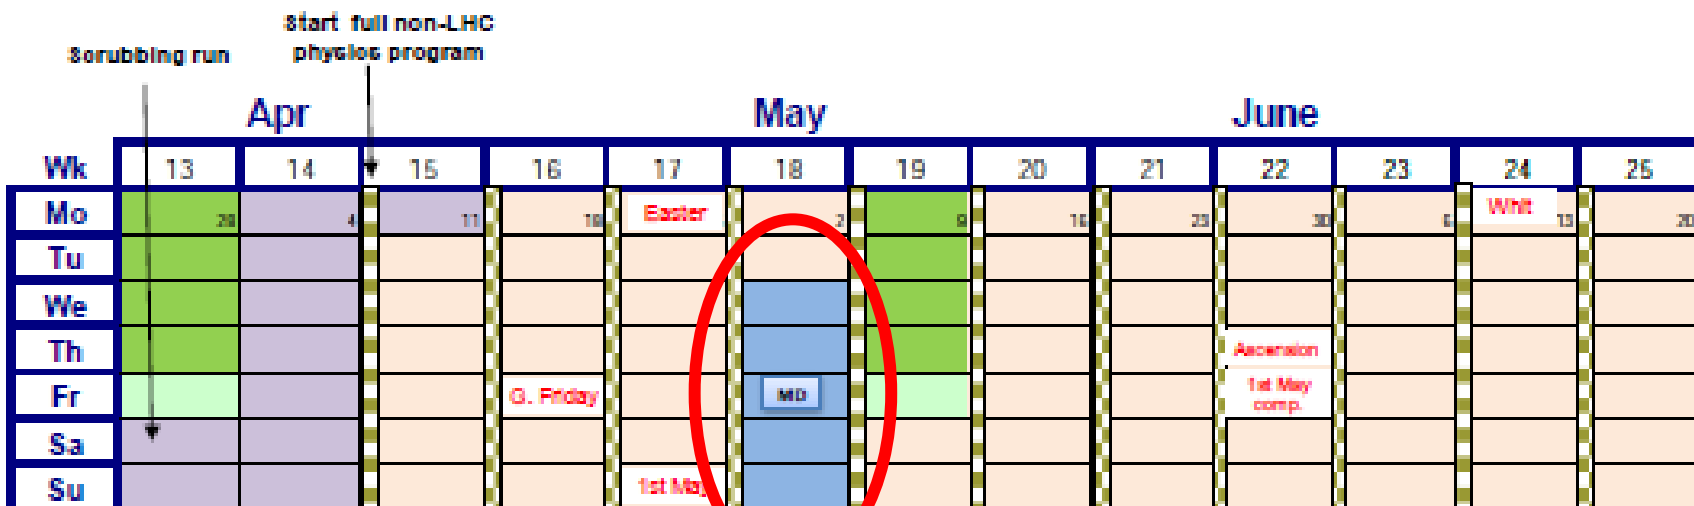 Start full non-LHC
Scrubbing run physics program
Apr May June
Wk 13 14 15 16 17 18 19 20 21 22 23 24 25
Mo 28 4 11 18 Easter 2 9 16 23 30 6 Whit 13 20
Tu
We
Th Ascension
Fr G. Friday MD 1st May
comp.
Sa
Su 1st May